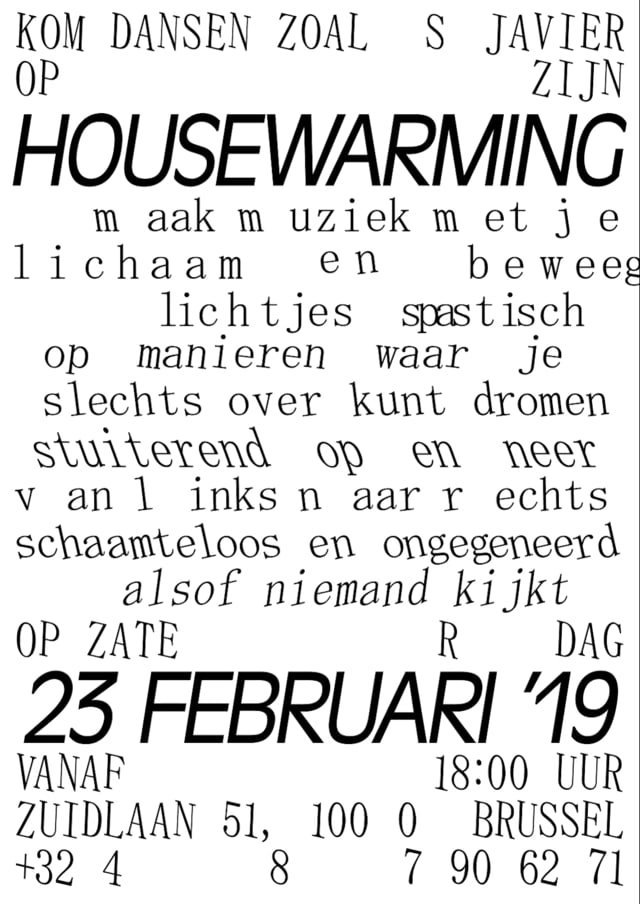 KOM DANSEN ZOAL S JAVIER
OP ZIJN
HOUSEWARMING
m aak m uziek m et j e
l i c h a a m e n b e w e e g
lichtjes spastisch
op manieren waar je
slechts over kunt dromen
stuiterend op en neer
v an l inks n aar r echts
schaamteloos en ongegeneerd
alsof niemand kijkt
OP ZATE R DAG
23 FEBRUARI '19
VANAF 18:00 UUR
ZUIDLAAN 51, 100 0 BRUSSEL
+32 4 8 7 90 62 71